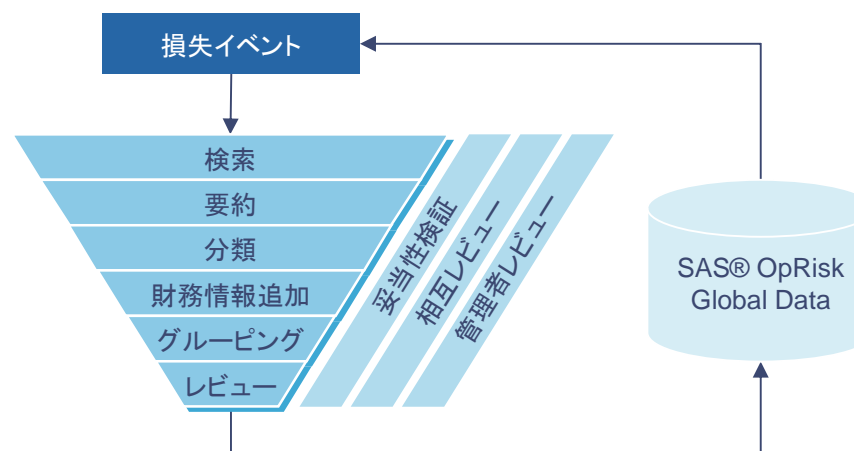 損失イベント
検索
要約
分類
財務情報追加
グルーピング
レビュー
妥当性検証
相互レビュー
管理者レビュー
SAS® OpRisk
Global Data